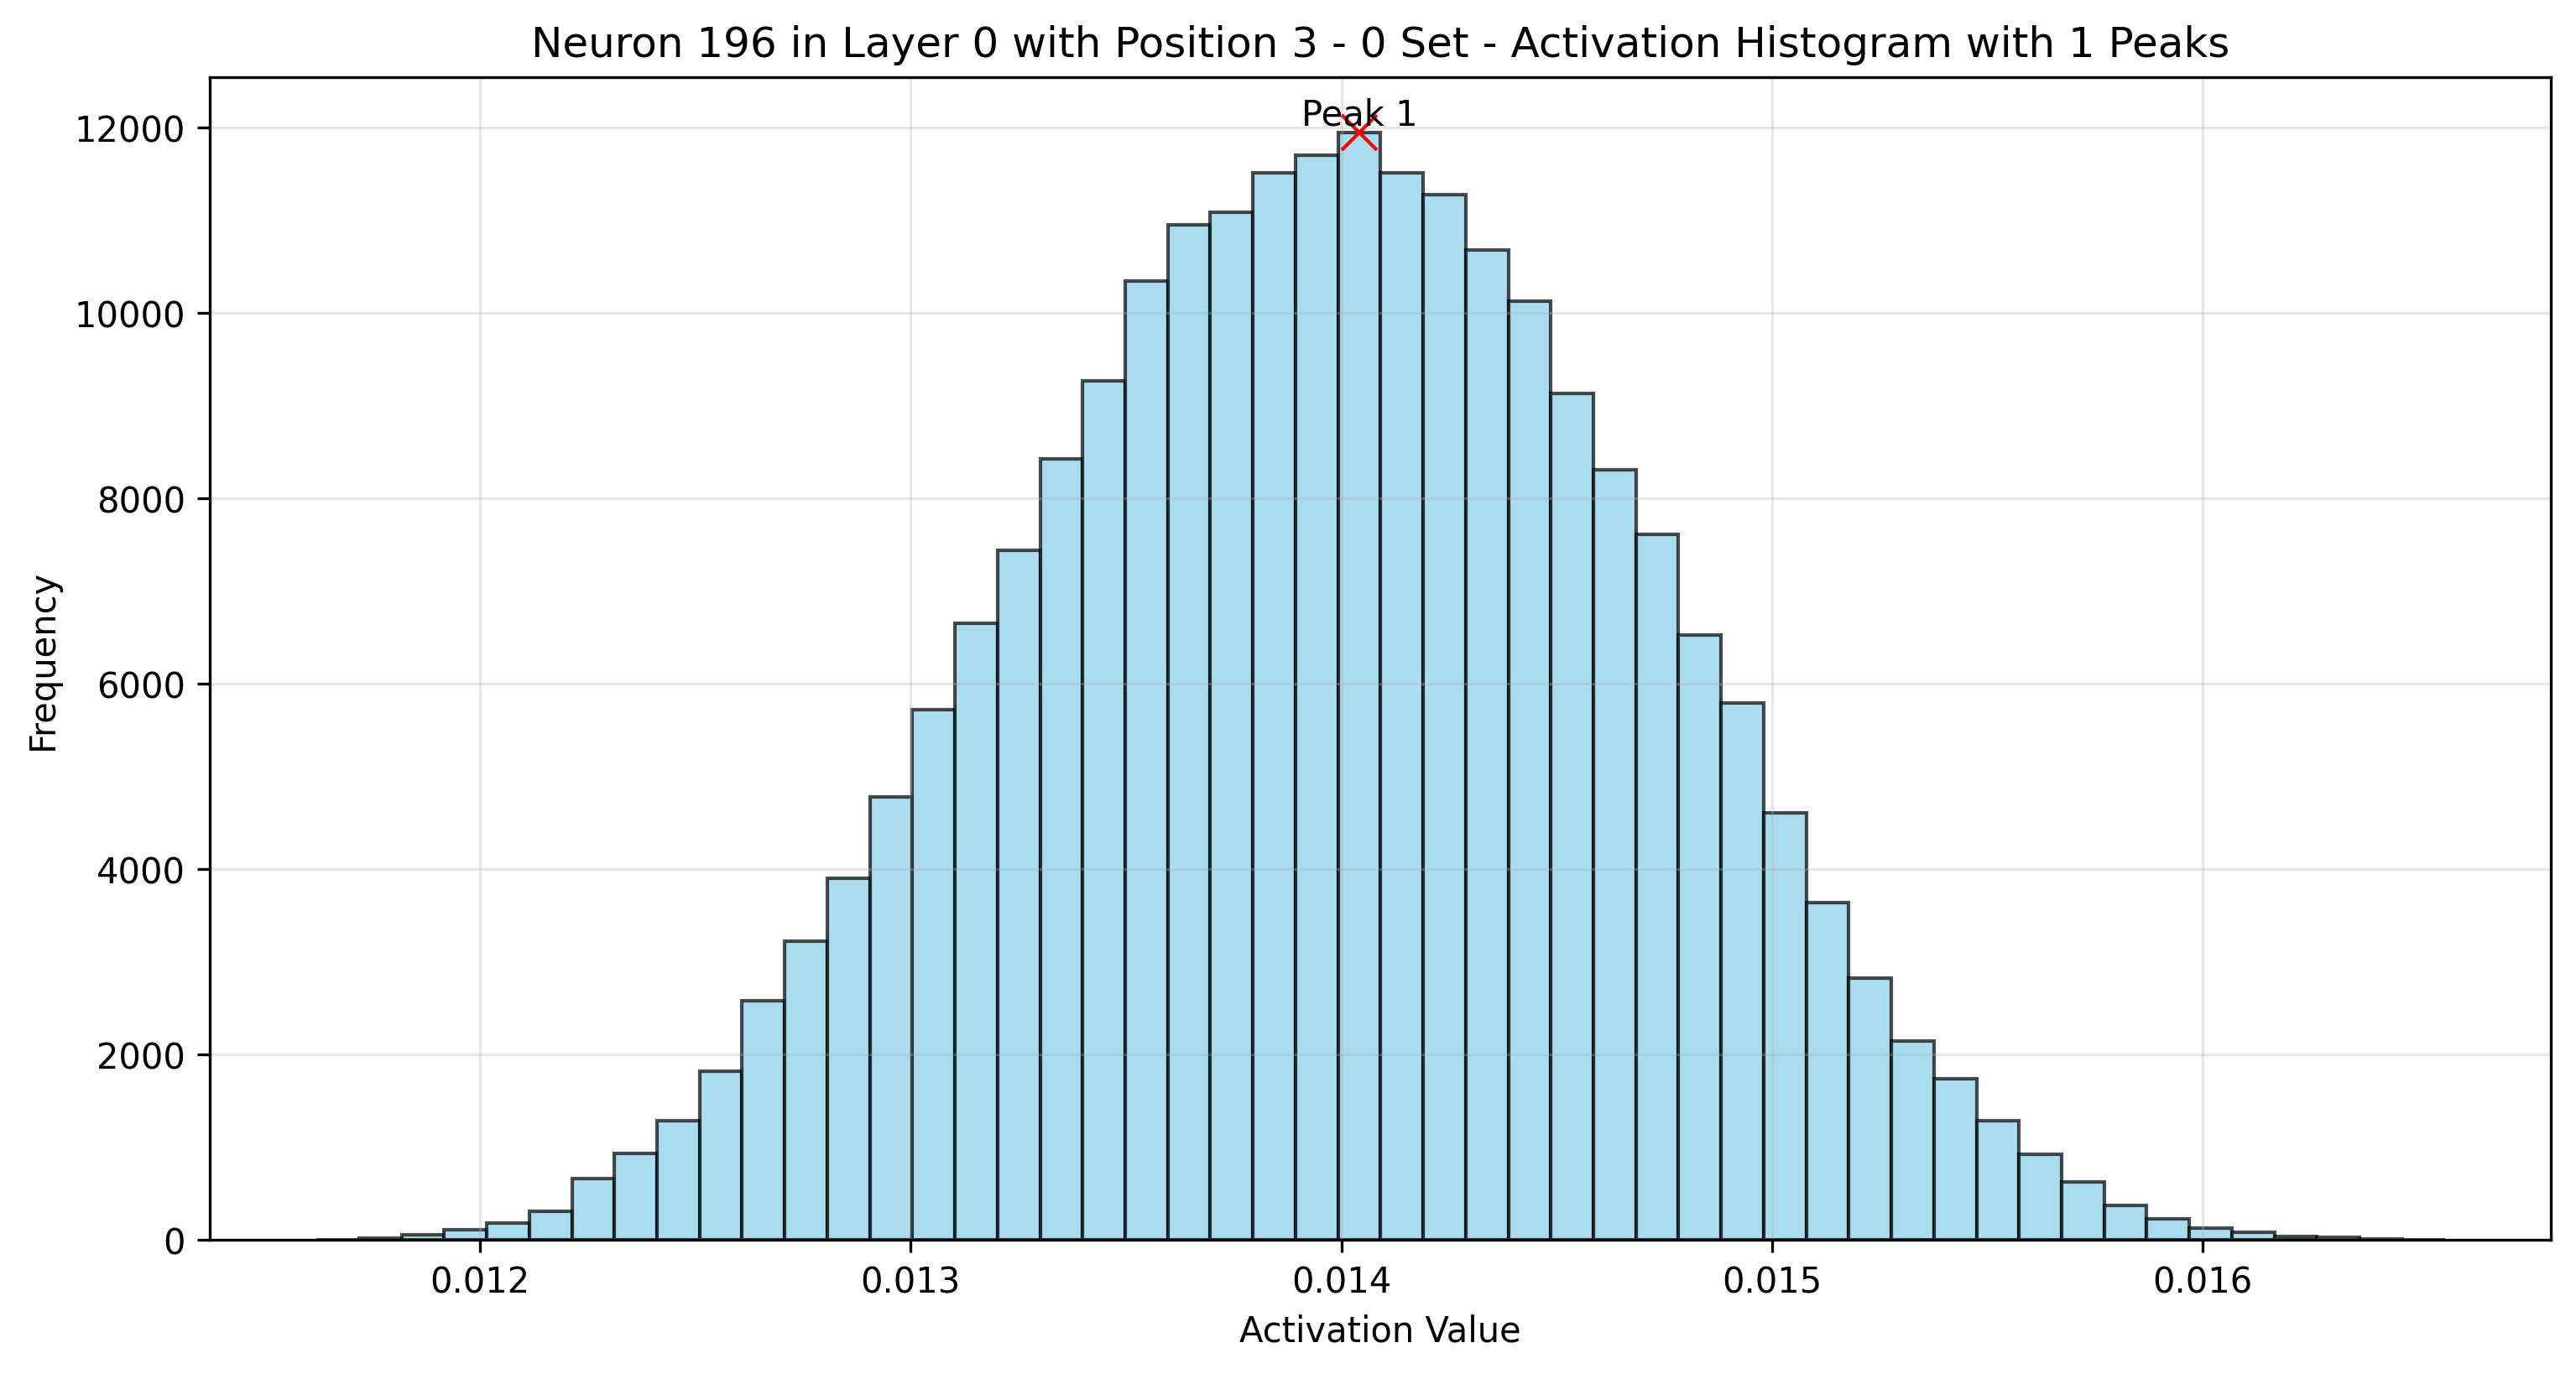 Neuron 196 in Layer 0 with Position 3 - 0 Set - Activation Histogram with 1 Peaks
Peak 1
12000
10000
8000
6000
4000
2000
0
Frequency
0.012 0.013 0.014 0.015 0.016
Activation Value